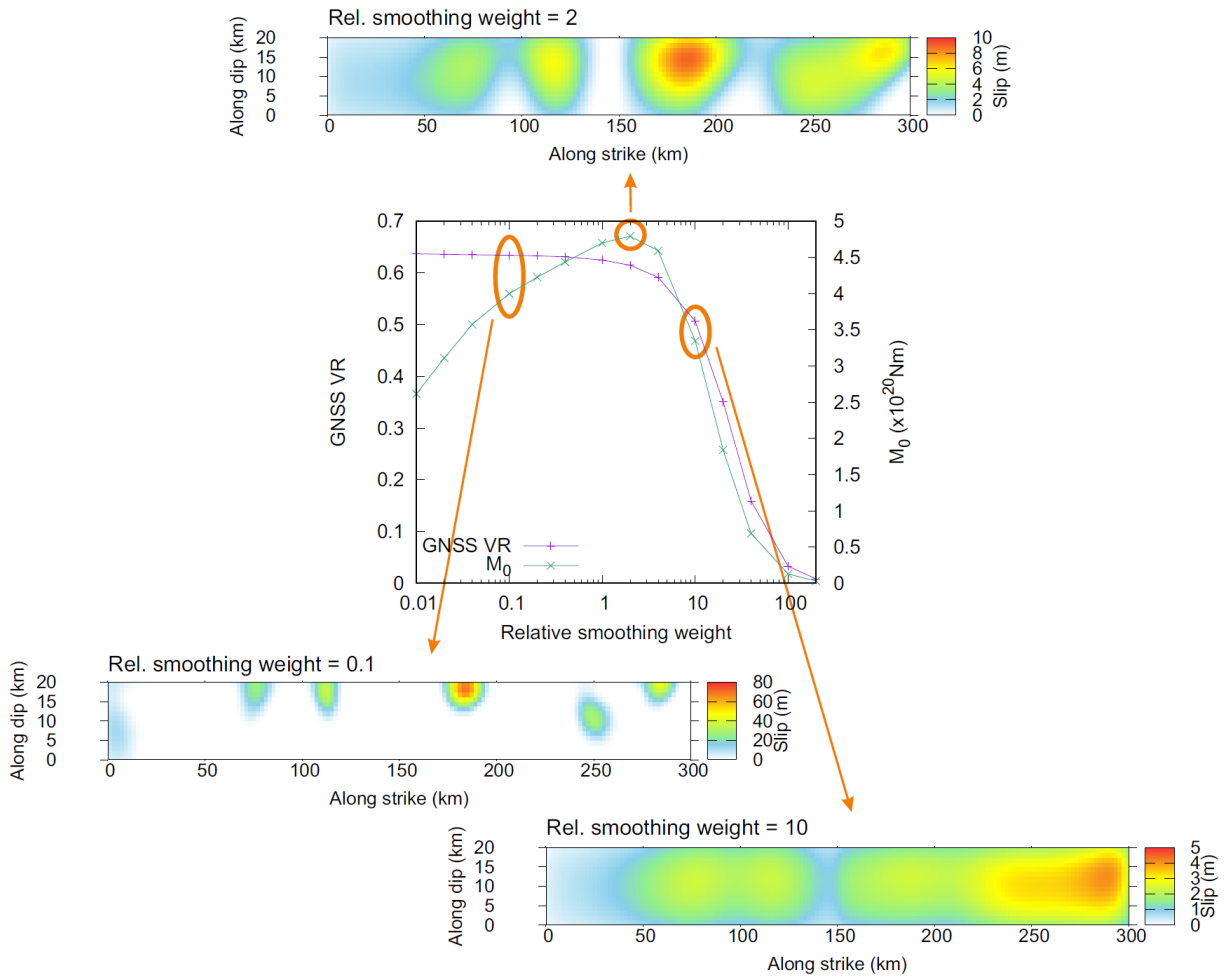 Rel. smoothing weight = 2
Along dip (km)
20
15
10
5
0
0 50 100 150 200 250 300
Along strike (km)
10
8
6
4
2
0
Slip (m)
GNSS VR
0.7
0.6
0.5
0.4
0.3
0.2
0.1
0
GNSS VR
M0
0.01 0.1 1 10 100
Relative smoothing weight
5
4.5
4
3.5
3
2.5
2
1.5
1
0.5
0
M0 (x10^20Nm)
Rel. smoothing weight = 0.1
Along dip (km)
20
15
10
5
0
0 50 100 150 200 250 300
Along strike (km)
80
60
40
20
0
Slip (m)
Rel. smoothing weight = 10
Along dip (km)
20
15
10
5
0
0 50 100 150 200 250 300
Along strike (km)
5
4
3
2
1
0
Slip (m)